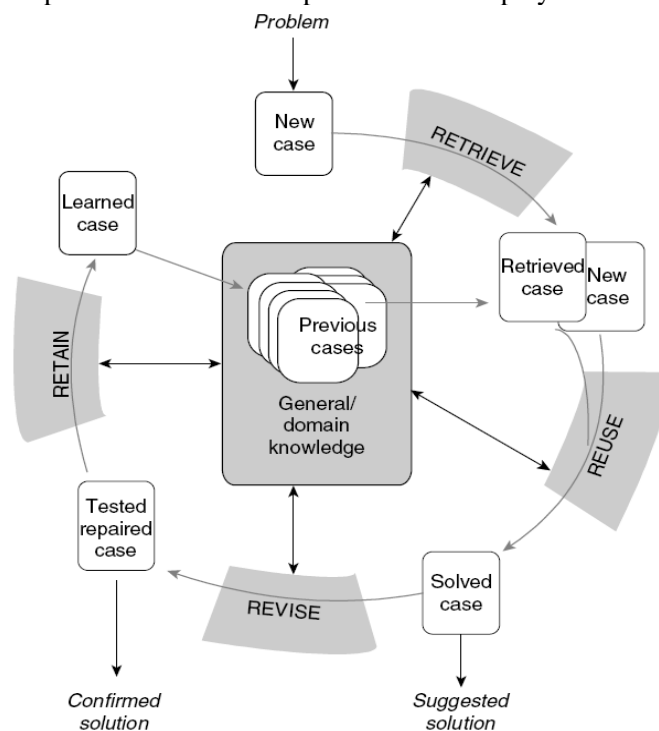 Problem
New
case
RETRIEVE
Learned
case
Retrieved
case
New
case
Previous
cases
RETAIN
General/
domain
knowledge
REUSE
Tested
repaired
case
Solved
case
REVISE
Confirmed
solution
Suggested
solution